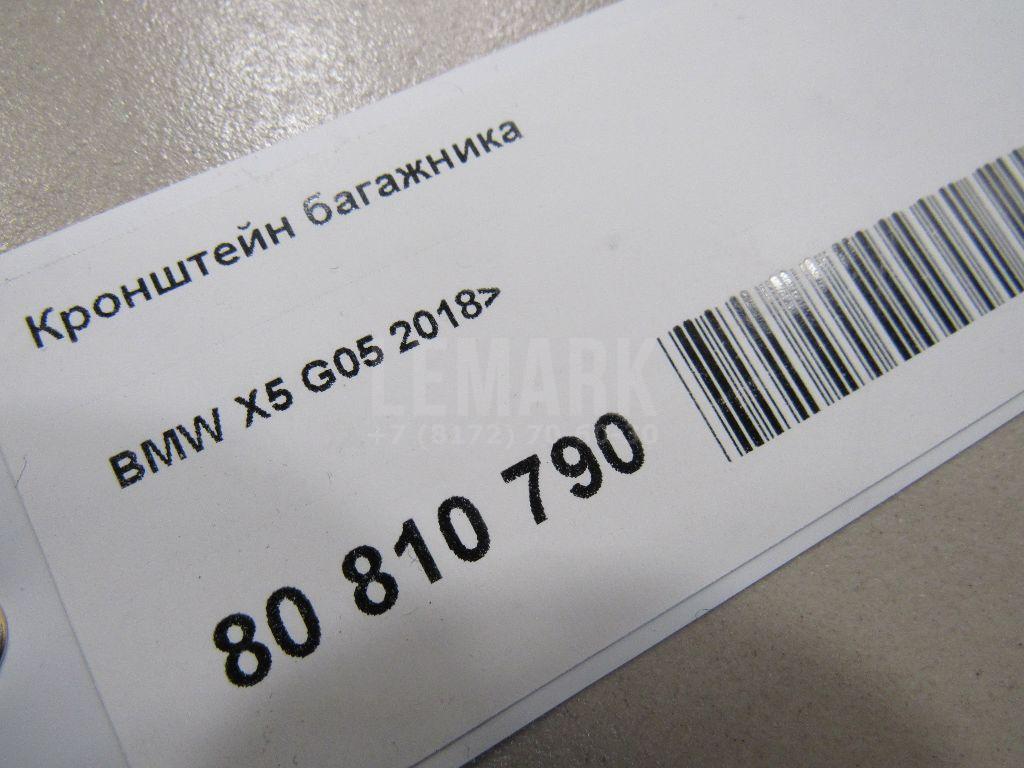 Кронштейн багажника
BMW X5 G05 2018>
LEMARK
80 810 790